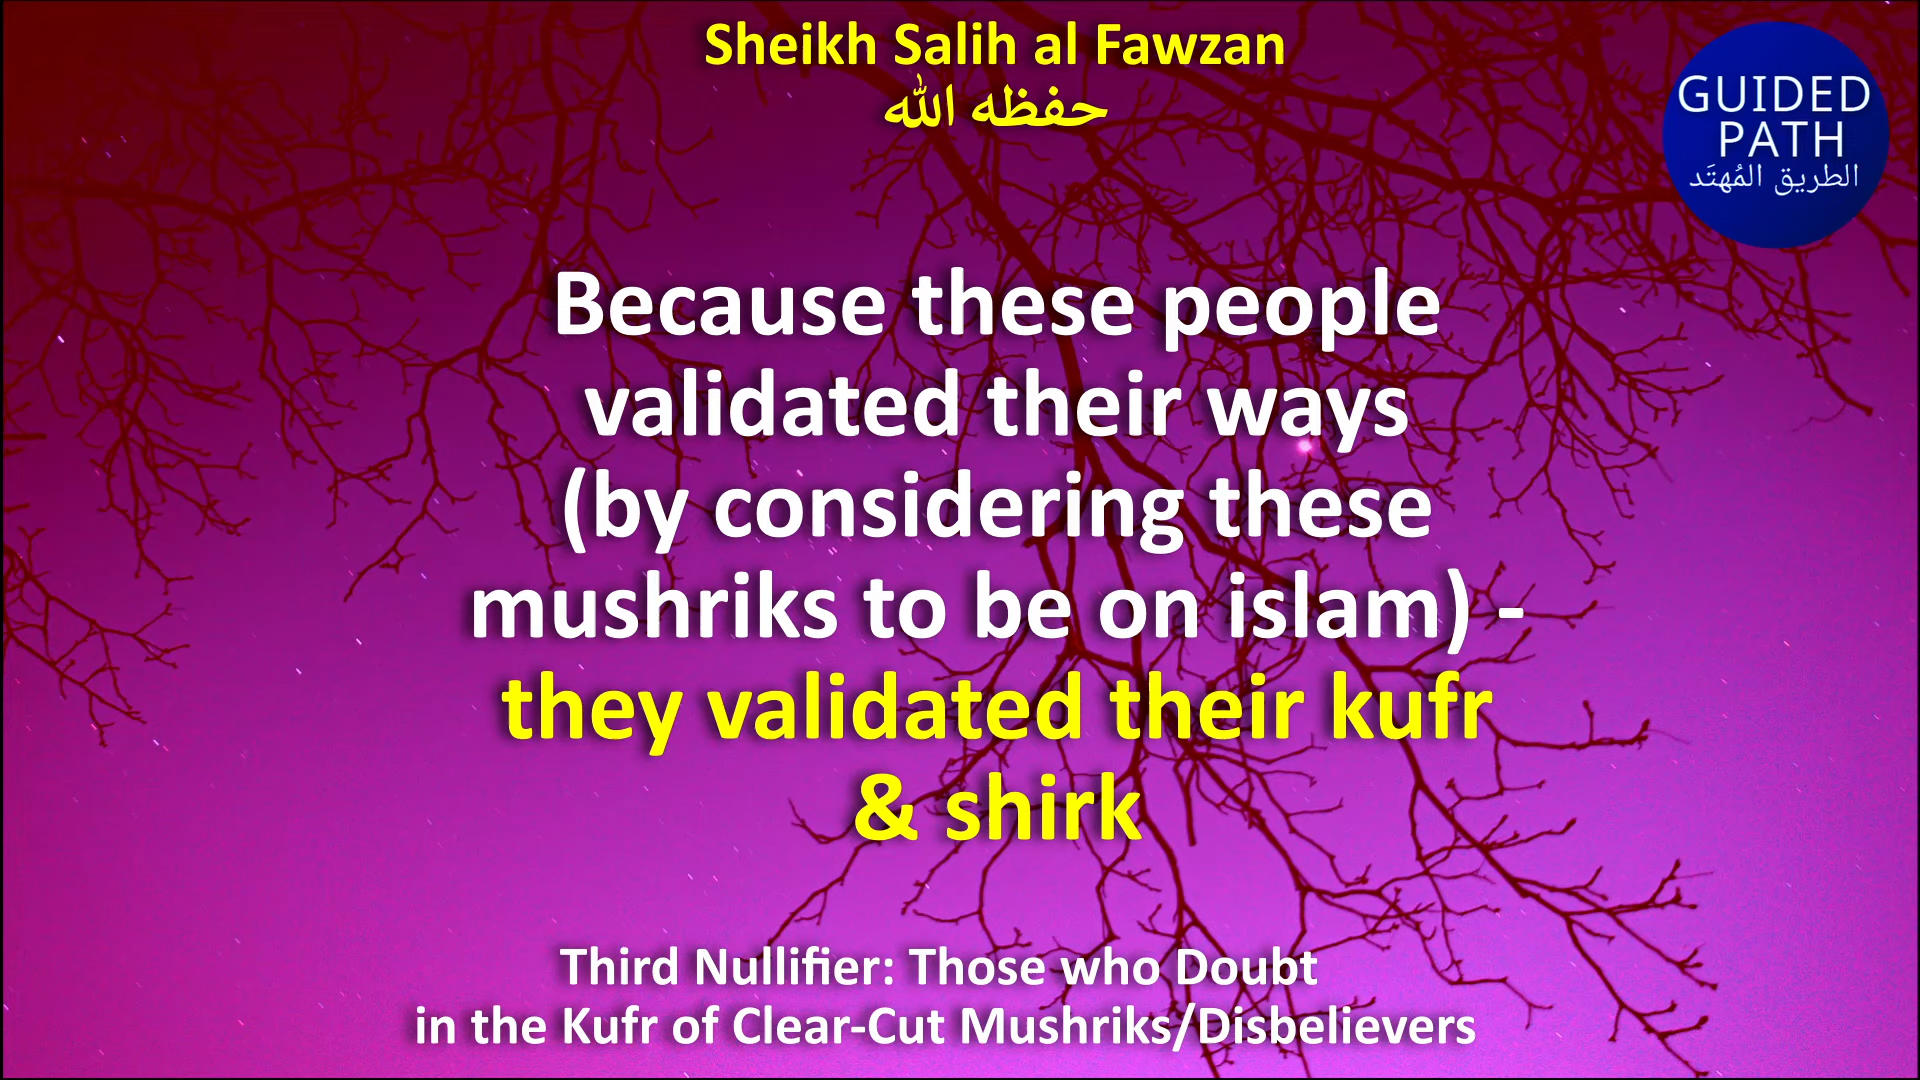 Sheikh Salih al Fawzan
حفظه الله
GUIDED
PATH
الطريق المُهتَد
Because these people
validated their ways
(by considering these
mushriks to be on islam) -
they validated their kufr
& shirk
Third Nullifier: Those who Doubt
in the Kufr of Clear-Cut Mushriks/Disbelievers